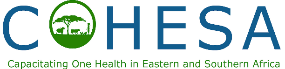 COHESA
Capacitating One Health in Eastern and Southern Africa